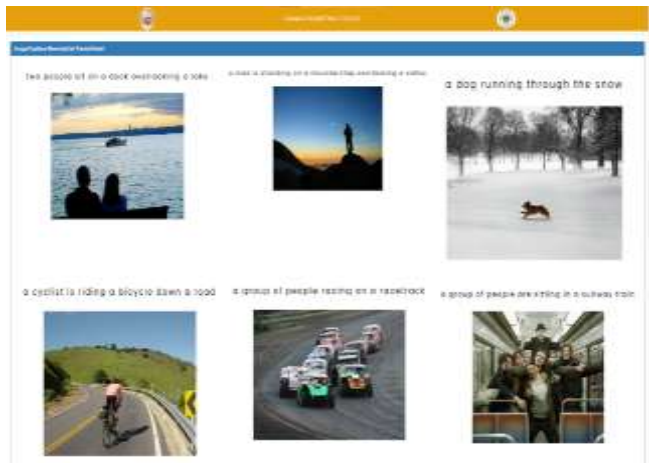 two people sit on a dock overlooking a lake
a man is standing on a mountaintop overlooking a valley
a dog running through the snow
a cyclist is riding a bicycle down a road
a group of people racing on a racetrack
a group of people are sitting in a subway train